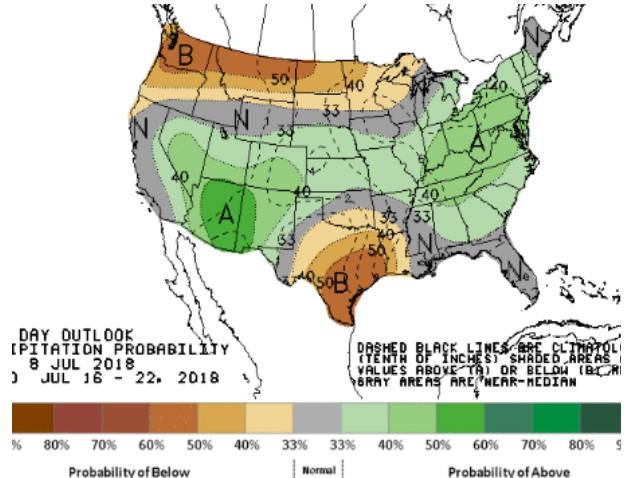 B
50
40
N
N
33
N
33
N
A
40
40
A
40
2
33
33
33
40
N
50
40
50
B
N
DAY OUTLOOK
IPITATION PROBABILITY
8 JUL 2018
JUL 16 - 22, 2018
DASHED BLACK LINES ARE CLIMATOL
(TENTH OF INCHES) SHADED AREAS
VALUES ABOVE (A) OR BELOW (B)
GRAY AREAS ARE NEAR-MEDIAN
% 80% 70% 60% 50% 40% 33% 33% 40% 50% 60% 70% 80% 9
Probability of Below Normal Probability of Above